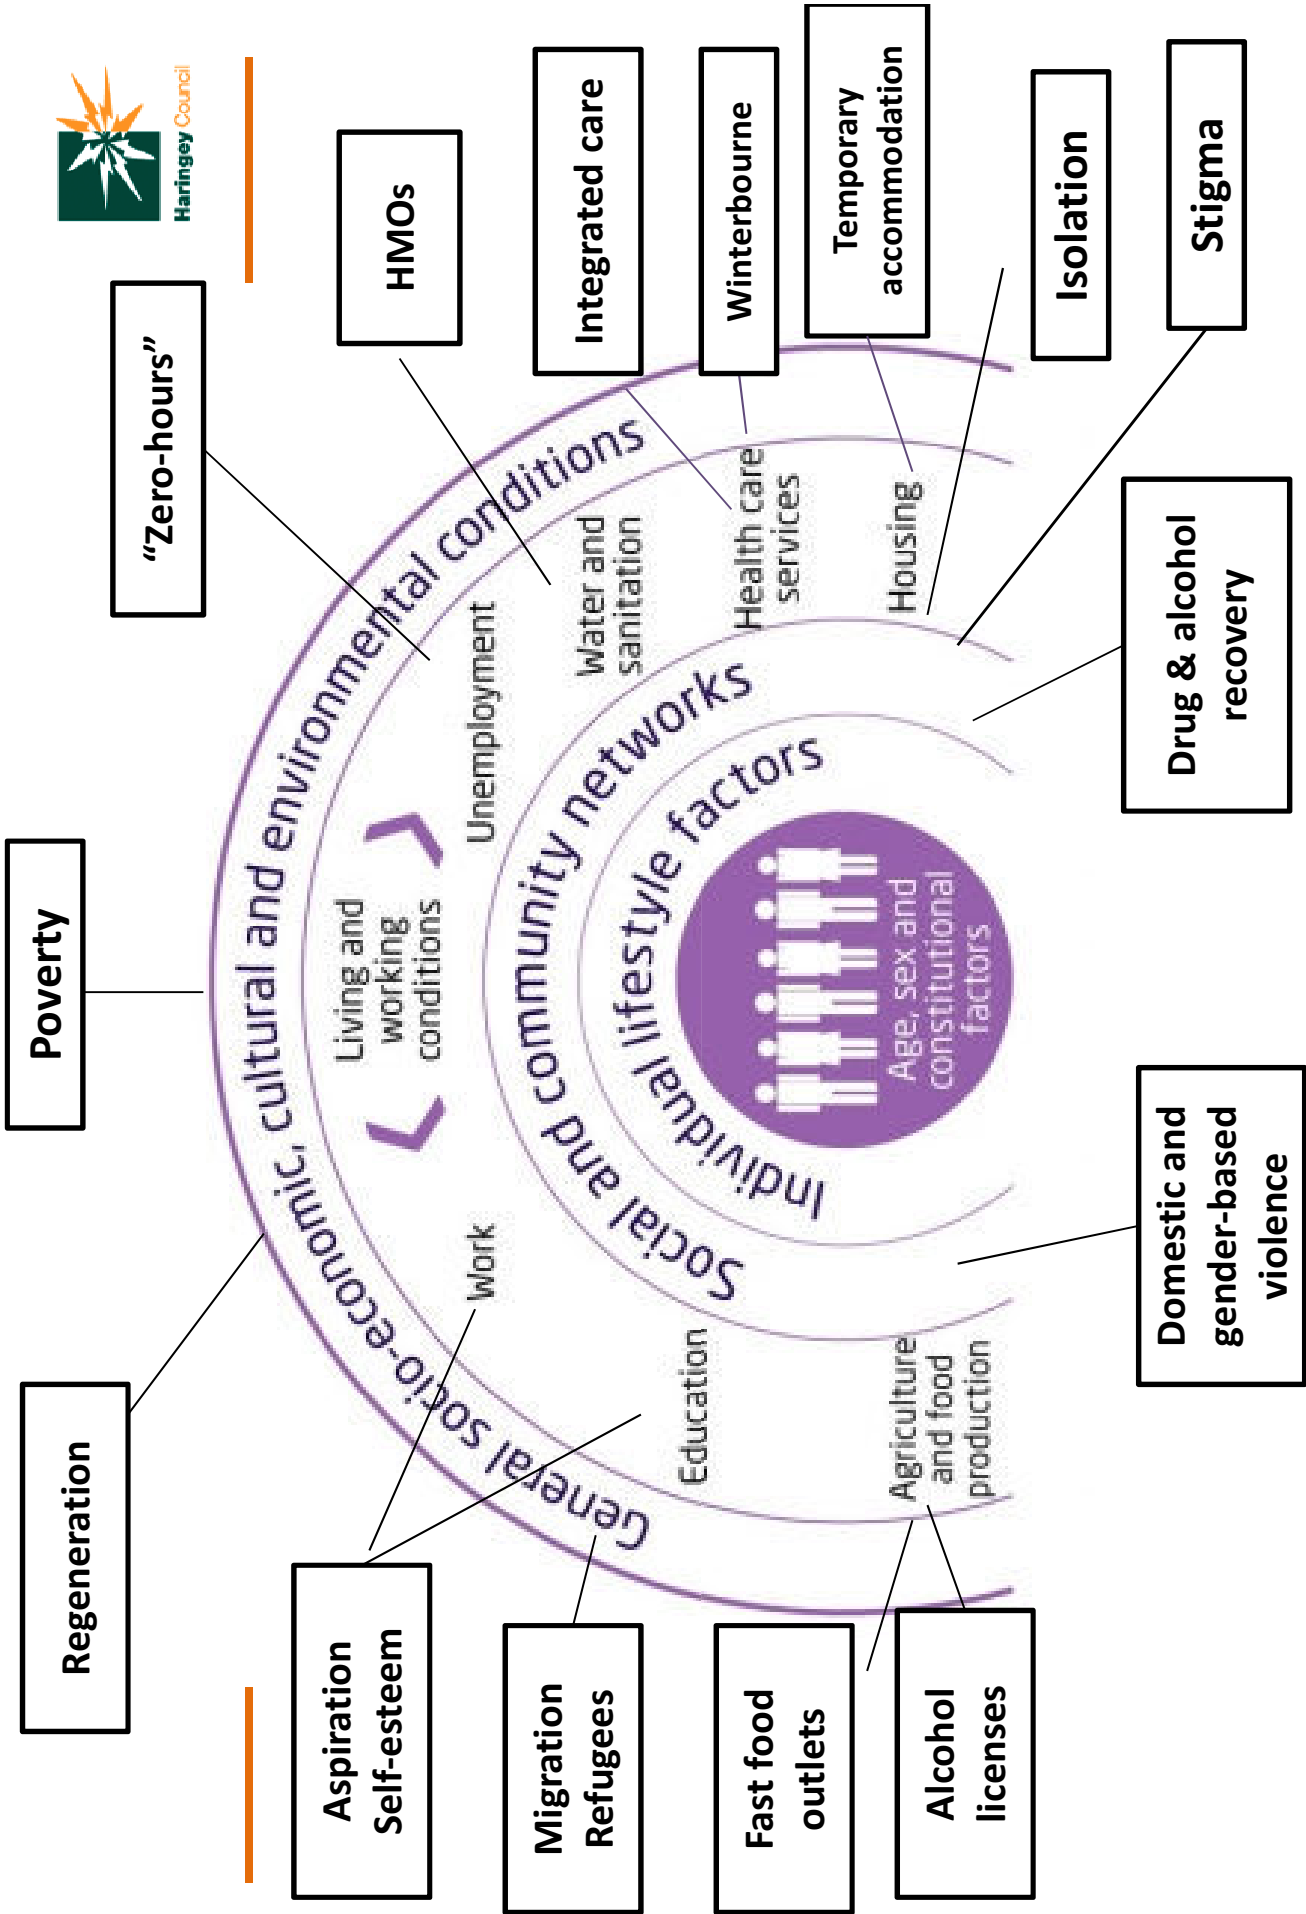 Haringey Council
Poverty
Regeneration
“Zero-hours”
Aspiration
Self-esteem
HMOs
Migration
Refugees
Integrated care
Fast food
outlets
Winterbourne
Alcohol
licenses
Temporary
accommodation
Isolation
Stigma
Domestic and
gender-based
violence
Drug & alcohol
recovery
General socio-economic, cultural and environmental conditions
Living and
working
conditions
Work
Unemployment
Education
Water and
sanitation
Agriculture
and food
production
Health care
services
Housing
Social and community networks
Individual lifestyle factors
Age, sex and
constitutional
factors